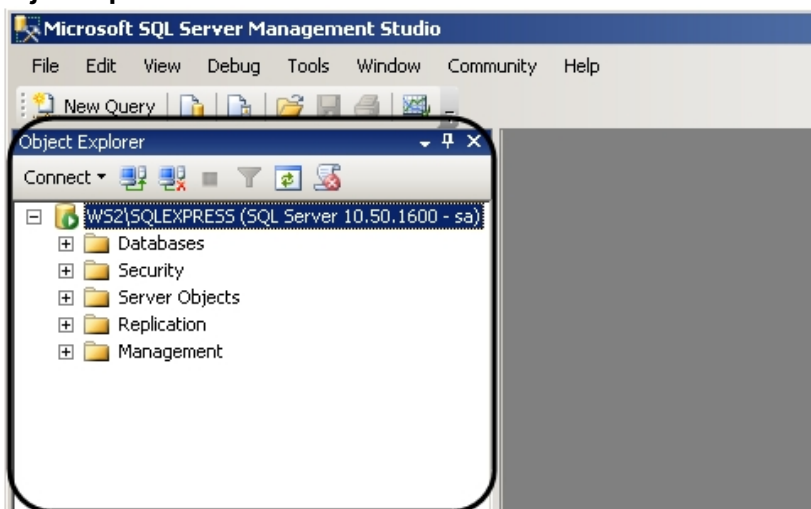 Microsoft SQL Server Management Studio
File Edit View Debug Tools Window Community Help
New Query
Object Explorer
Connect
WS2\SQLEXPRESS (SQL Server 10.50.1600 - sa)
Databases
Security
Server Objects
Replication
Management